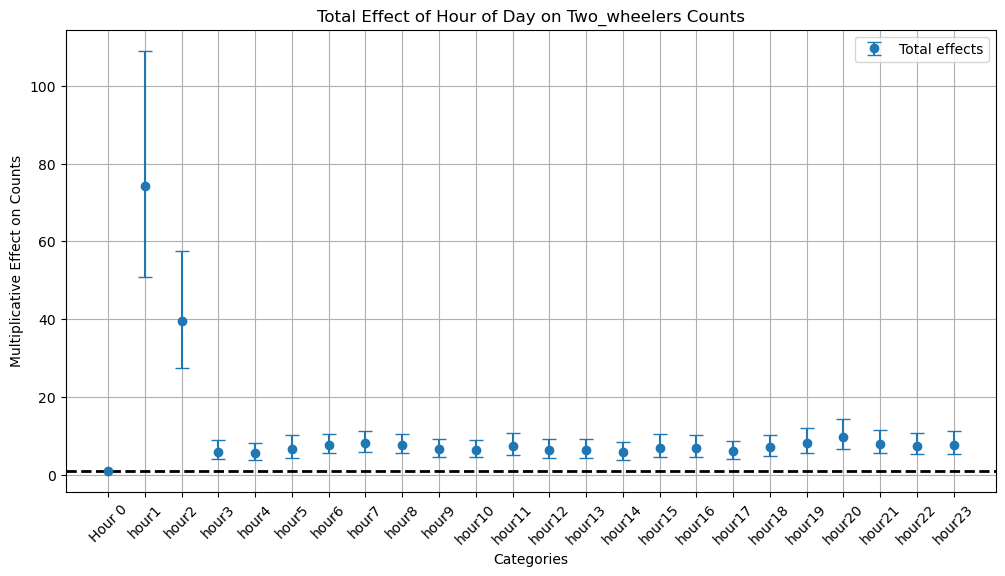 Total Effect of Hour of Day on Two_wheelers Counts
Total effects
Multiplicative Effect on Counts
100
80
60
40
20
0
Hour 0
hour1
hour2
hour3
hour4
hour5
hour6
hour7
hour8
hour9
hour10
hour11
hour12
hour13
hour14
hour15
hour16
hour17
hour18
hour19
hour20
hour21
hour22
hour23
Categories